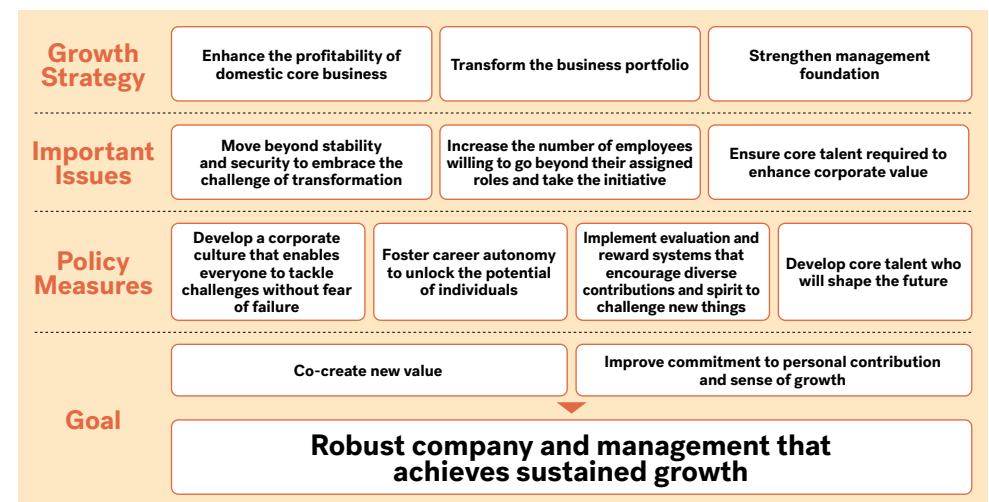 Growth
Strategy
Enhance the profitability of
domestic core business
Transform the business portfolio
Strengthen management
foundation
Important
Issues
Move beyond stability
and security to embrace the
challenge of transformation
Increase the number of employees
willing to go beyond their assigned
roles and take the initiative
Ensure core talent required to
enhance corporate value
Policy
Measures
Develop a corporate
culture that enables
everyone to tackle
challenges without fear
of failure
Foster career autonomy
to unlock the potential
of individuals
Implement evaluation and
reward systems that
encourage diverse
contributions and spirit to
challenge new things
Develop core talent who
will shape the future
Goal
Co-create new value
Improve commitment to personal contribution
and sense of growth
Robust company and management that
achieves sustained growth